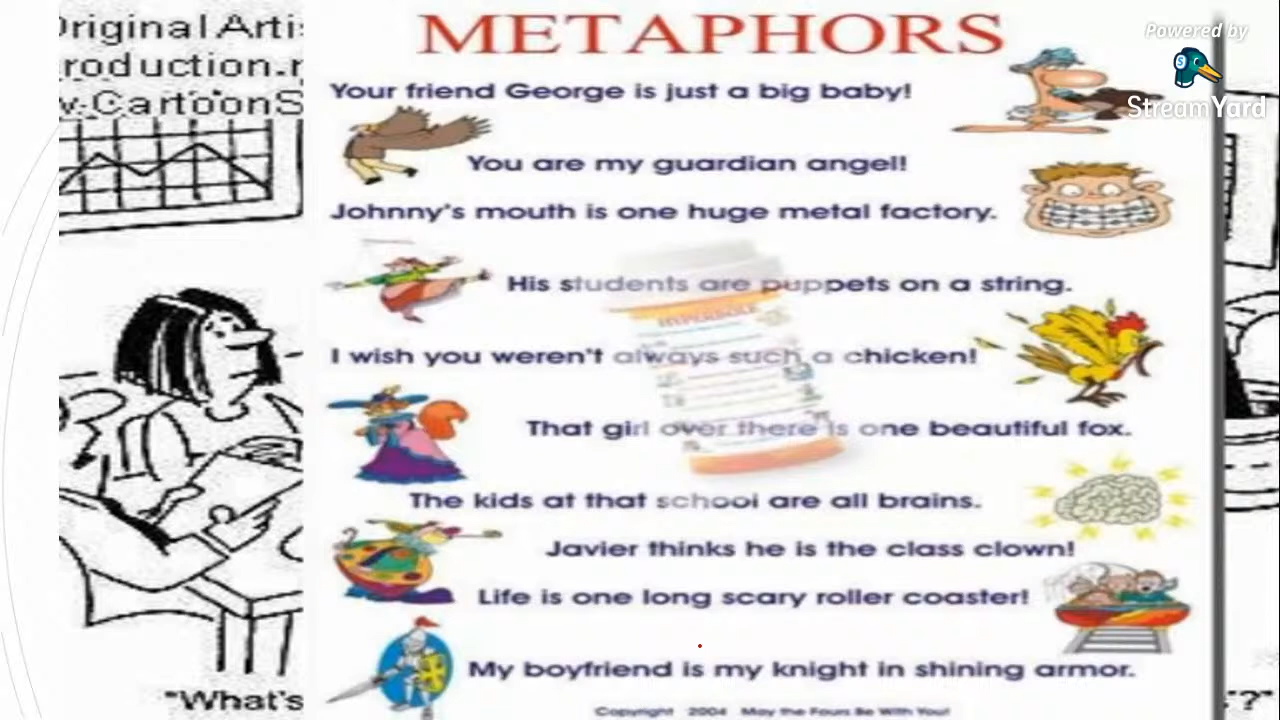 Original Arti
roduction.r
CartoonS
METAPHORS
Powered by
StreamYard
Your friend George is just a big baby!
You are my guardian angel!
Johnny's mouth is one huge metal factory.
His students are puppets on a string.
HYPERBOLE
I wish you weren't always such a chicken!
That girl over there is one beautiful fox.
The kids at that school are all brains.
Javier thinks he is the class clown!
Life is one long scary roller coaster!
My boyfriend is my knight in shining armor.
"What's
?"
Copyright 2004 May the Fours Be With You!